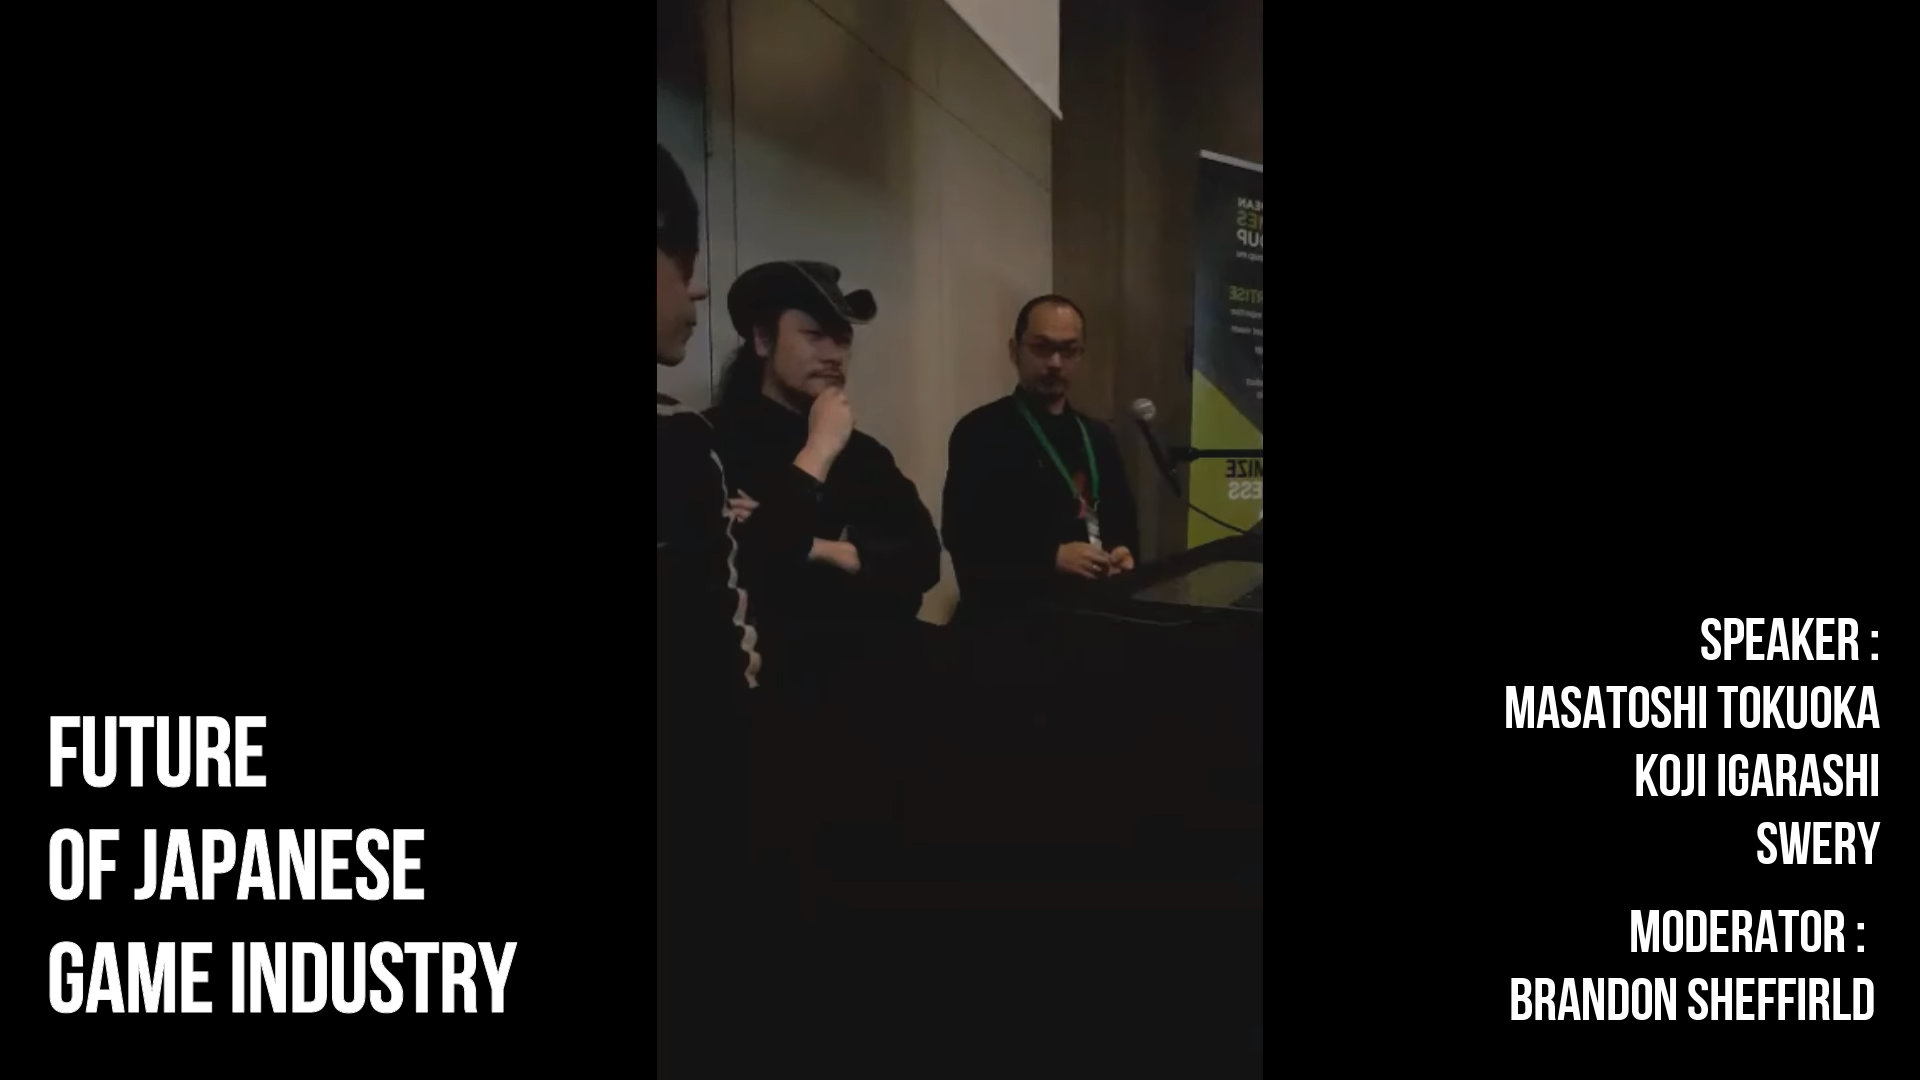 FUTURE
OF JAPANESE
GAME INDUSTRY
SPEAKER :
MASATOSHI TOKUOKA
KOJI IGARASHI
SWERY
MODERATOR :
BRANDON SHEFFIRLD